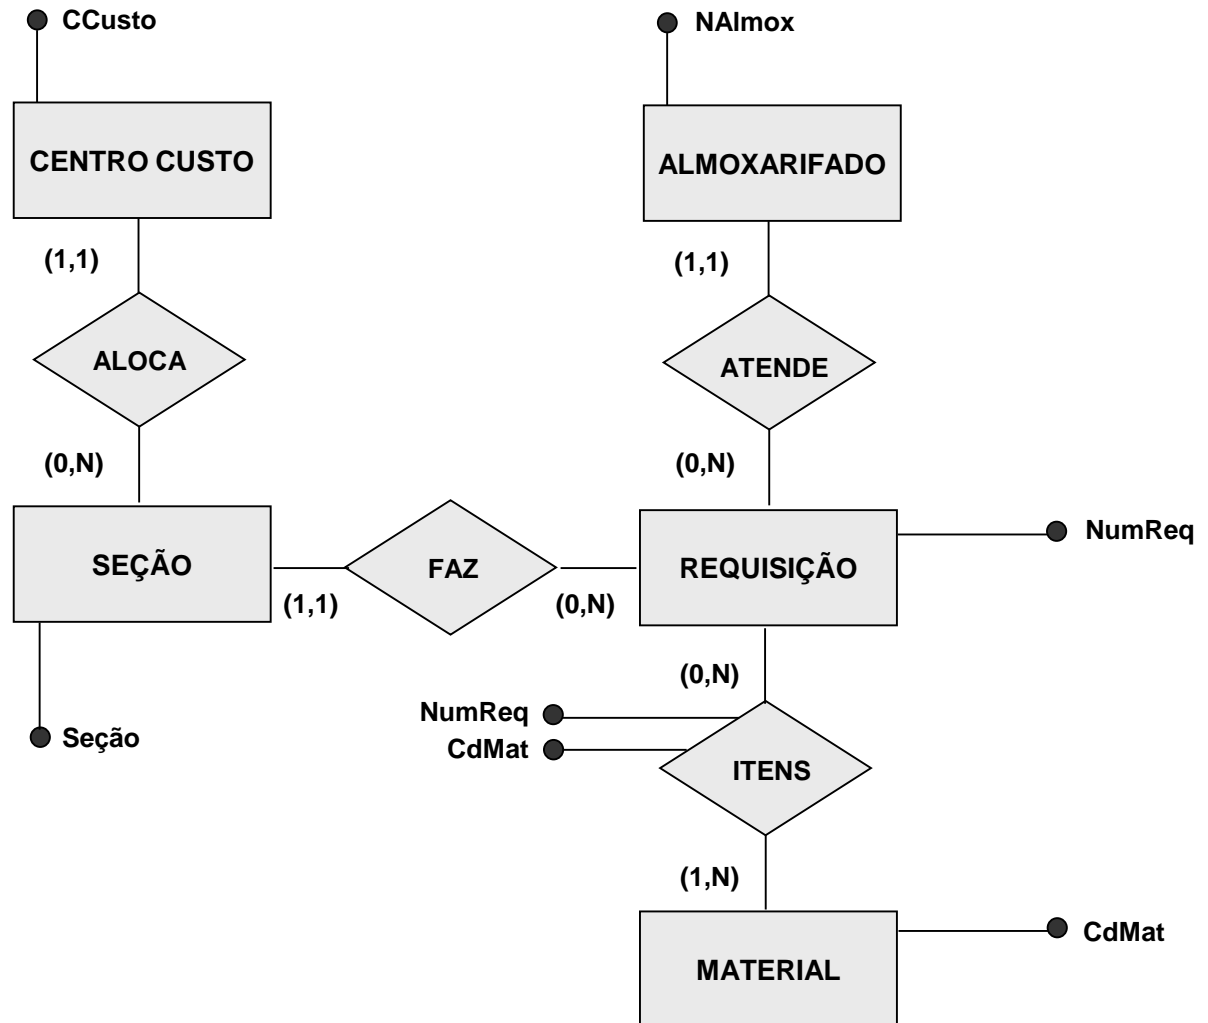 CCusto
NAlmox
CENTRO CUSTO
ALMOXARIFADO
(1,1)
(1,1)
ALOCA
ATENDE
(0,N)
(0,N)
SEÇÃO
FAZ
REQUISIÇÃO
NumReq
(1,1)
(0,N)
(0,N)
NumReq
Seção
CdMat
ITENS
(1,N)
CdMat
MATERIAL